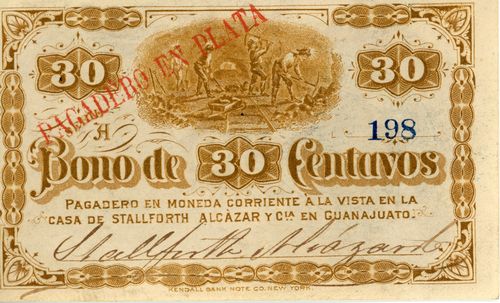 PAGADERO EN PLATA
30 30
A
198
Bono de 30 Centavos
PAGADERO EN MONEDA CORRIENTE A LA VISTA EN LA
CASA DE STALLFORTH ALCÀZAR Y Cia EN GUANAJUATO.
Stallforth Alcázar
KENDALL BANK NOTE CO. NEW YORK.